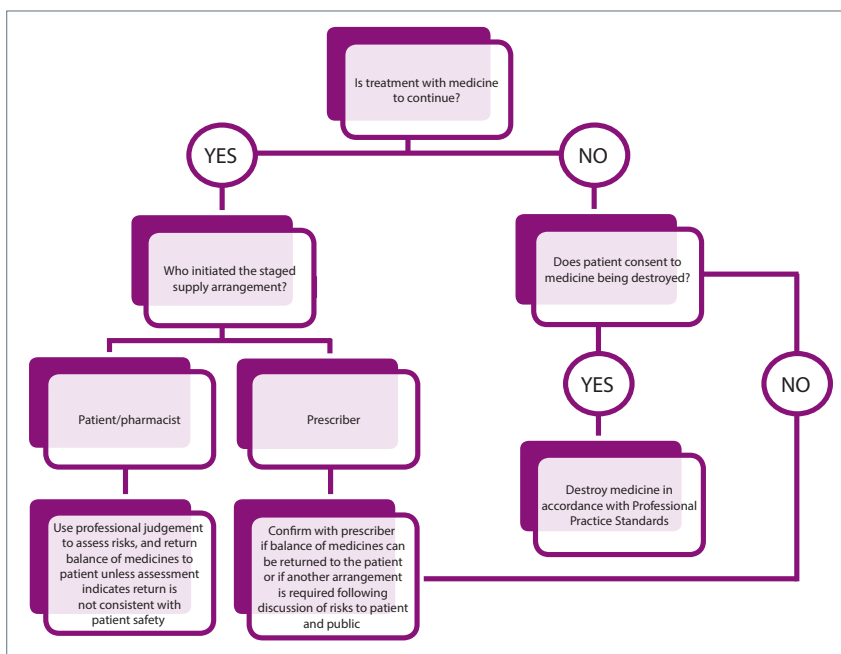 Is treatment with medicine
to continue?
YES
NO
Who initiated the staged
supply arrangement?
Does patient consent to
medicine being destroyed?
YES
NO
Patient/pharmacist
Prescriber
Destroy medicine in
accordance with Professional
Practice Standards
Use professional judgement
to assess risks, and return
balance of medicines to
patient unless assessment
indicates return is
not consistent with
patient safety
Confirm with prescriber
if balance of medicines can
be returned to the patient
or if another arrangement
is required following
discussion of risks to patient
and public